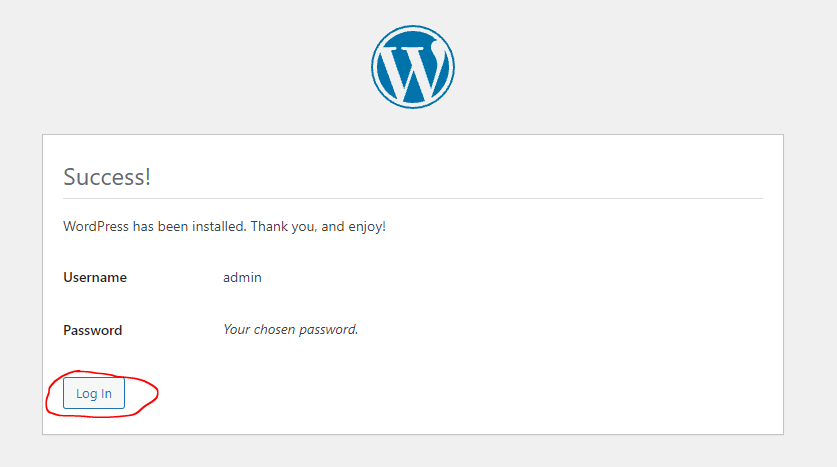 Success!
WordPress has been installed. Thank you, and enjoy!
Username admin
Password Your chosen password.
Log In